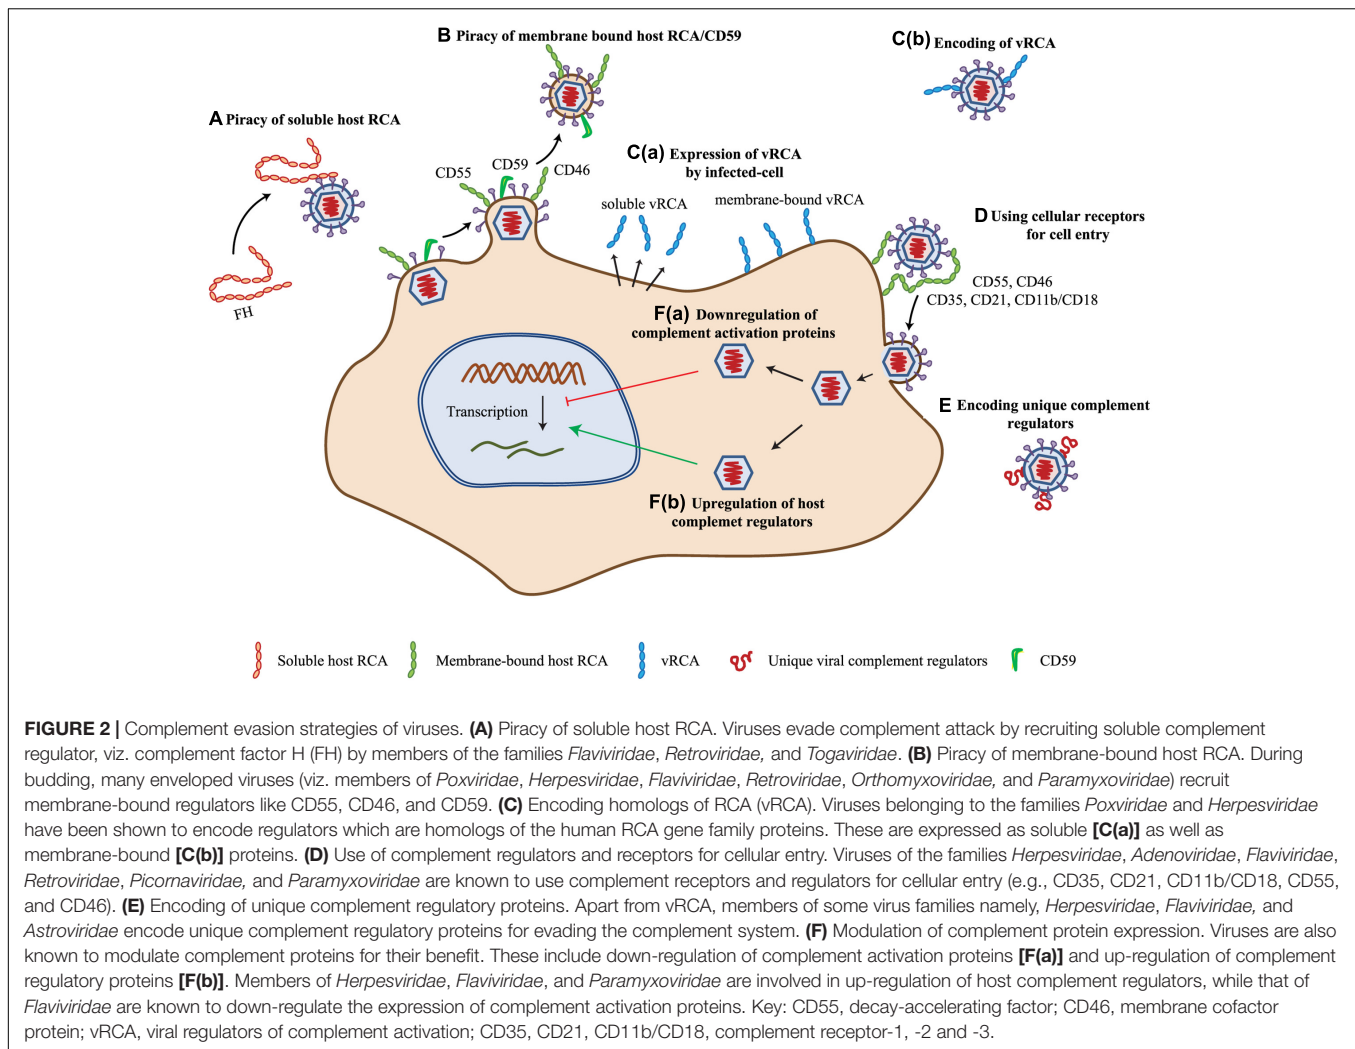 B Piracy of membrane bound host RCA/CD59
C(b) Encoding of vRCA
A Piracy of soluble host RCA
CD55
CD59
CD46
C(a) Expression of vRCA
by infected-cell
soluble vRCA
membrane-bound vRCA
D Using cellular receptors
for cell entry
CD55, CD46
CD35, CD21, CD11b/CD18
FH
F(a) Downregulation of
complement activation proteins
Transcription
E Encoding unique complement
regulators
F(b) Upregulation of host
complemet regulators
Soluble host RCA
Membrane-bound host RCA
vRCA
Unique viral complement regulators
CD59
FIGURE 2 | Complement evasion strategies of viruses. (A) Piracy of soluble host RCA. Viruses evade complement attack by recruiting soluble complement
regulator, viz. complement factor H (FH) by members of the families Flaviviridae, Retroviridae, and Togaviridae. (B) Piracy of membrane-bound host RCA. During
budding, many enveloped viruses (viz. members of Poxviridae, Herpesviridae, Flaviviridae, Retroviridae, Orthomyxoviridae, and Paramyxoviridae) recruit
membrane-bound regulators like CD55, CD46, and CD59. (C) Encoding homologs of RCA (vRCA). Viruses belonging to the families Poxviridae and Herpesviridae
have been shown to encode regulators which are homologs of the human RCA gene family proteins. These are expressed as soluble [C(a)] as well as
membrane-bound [C(b)] proteins. (D) Use of complement regulators and receptors for cellular entry. Viruses of the families Herpesviridae, Adenoviridae, Flaviviridae,
Retroviridae, Picornaviridae, and Paramyxoviridae are known to use complement receptors and regulators for cellular entry (e.g., CD35, CD21, CD11b/CD18, CD55,
and CD46). (E) Encoding of unique complement regulatory proteins. Apart from vRCA, members of some virus families namely, Herpesviridae, Flaviviridae, and
Astroviridae encode unique complement regulatory proteins for evading the complement system. (F) Modulation of complement protein expression. Viruses are also
known to modulate complement proteins for their benefit. These include down-regulation of complement activation proteins [F(a)] and up-regulation of complement
regulatory proteins [F(b)]. Members of Herpesviridae, Flaviviridae, and Paramyxoviridae are involved in up-regulation of host complement regulators, while that of
Flaviviridae are known to down-regulate the expression of complement activation proteins. Key: CD55, decay-accelerating factor; CD46, membrane cofactor
protein; vRCA, viral regulators of complement activation; CD35, CD21, CD11b/CD18, complement receptor-1, -2 and -3.